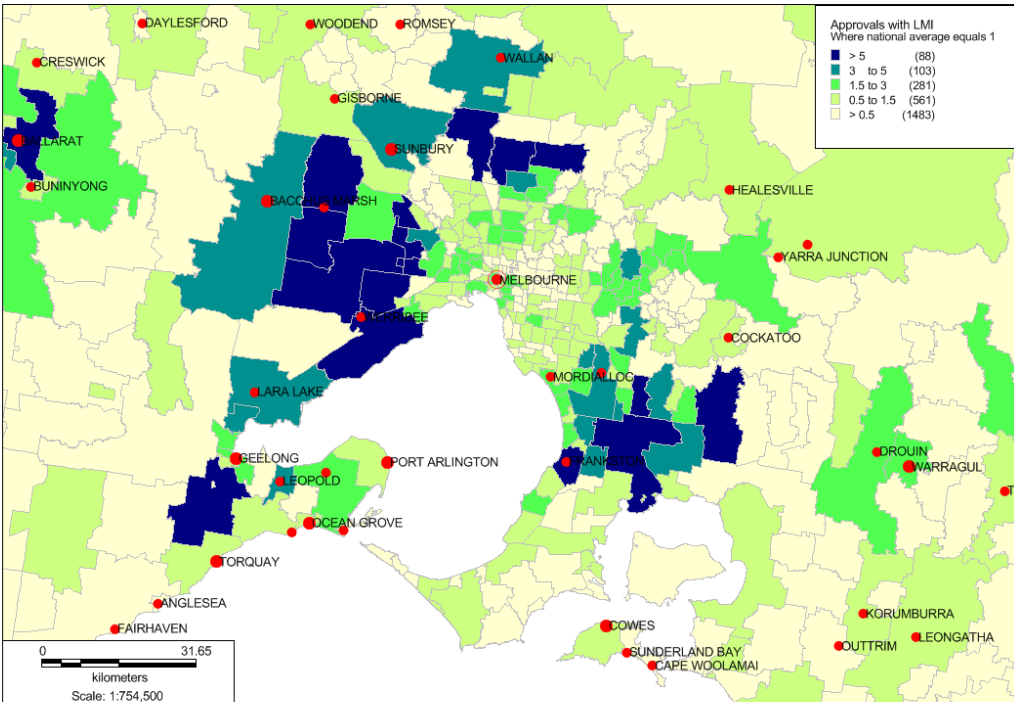 DAYLESFORD
WOODEND
ROMSEY
Approvals with LMI
Where national average equals 1
> 5 (88)
3 to 5 (103)
1.5 to 3 (281)
0.5 to 1.5 (561)
> 0.5 (1483)
WALLAN
CRESWICK
GISBORNE
BALLARAT
SUNBURY
BUNINYONG
HEALESVILLE
BACCHUS MARSH
YARRA JUNCTION
MELBOURNE
WERRIBEE
COCKATOO
MORDIALLOC
LARA LAKE
DROUIN
GEELONG
PORT ARLINGTON
FRANKSTON
WARRAGUL
LEOPOLD
T
OCEAN GROVE
TORQUAY
ANGLESEA
KORUMBURRA
FAIRHAVEN
COWES
LEONGATHA
OUTTRIM
SUNDERLAND BAY
CAPE WOOLAMAI
0 31.65
kilometers
Scale: 1:754,500